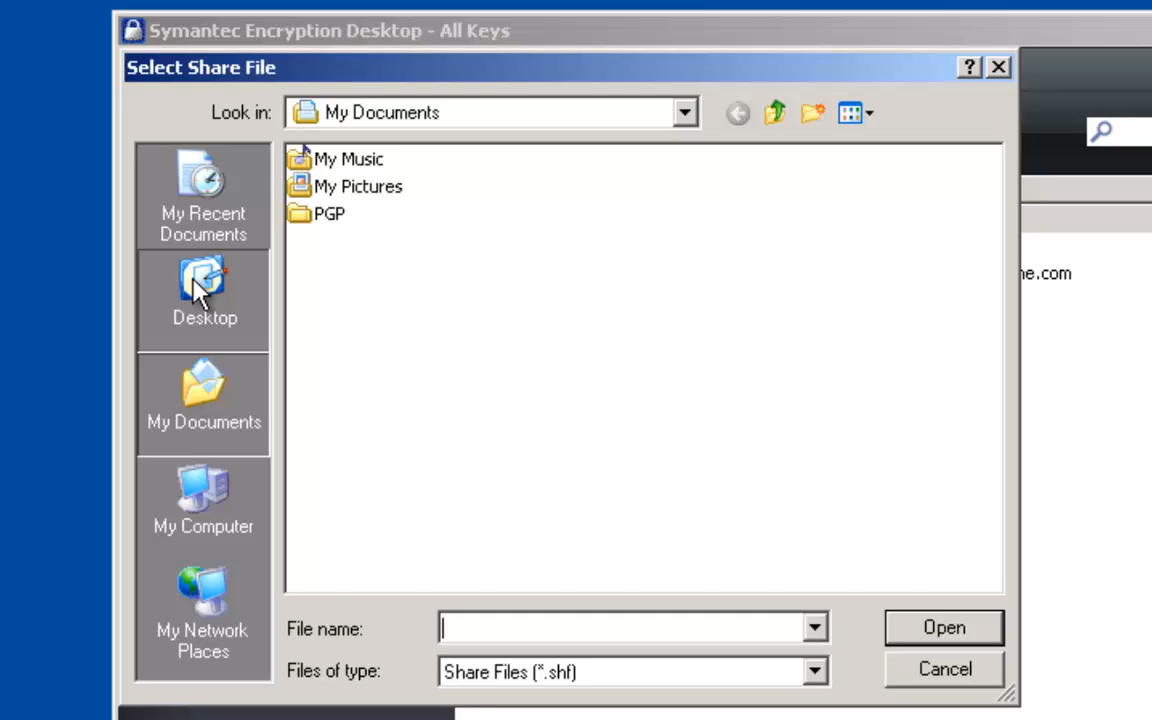 Symantec Encryption Desktop - All Keys
Select Share File
Look in:
My Documents
My Recent
Documents
Desktop
My Documents
My Computer
My Network
Places
My Music
My Pictures
PGP
ne.com
File name:
Open
Files of type:
Share Files (*.shf)
Cancel